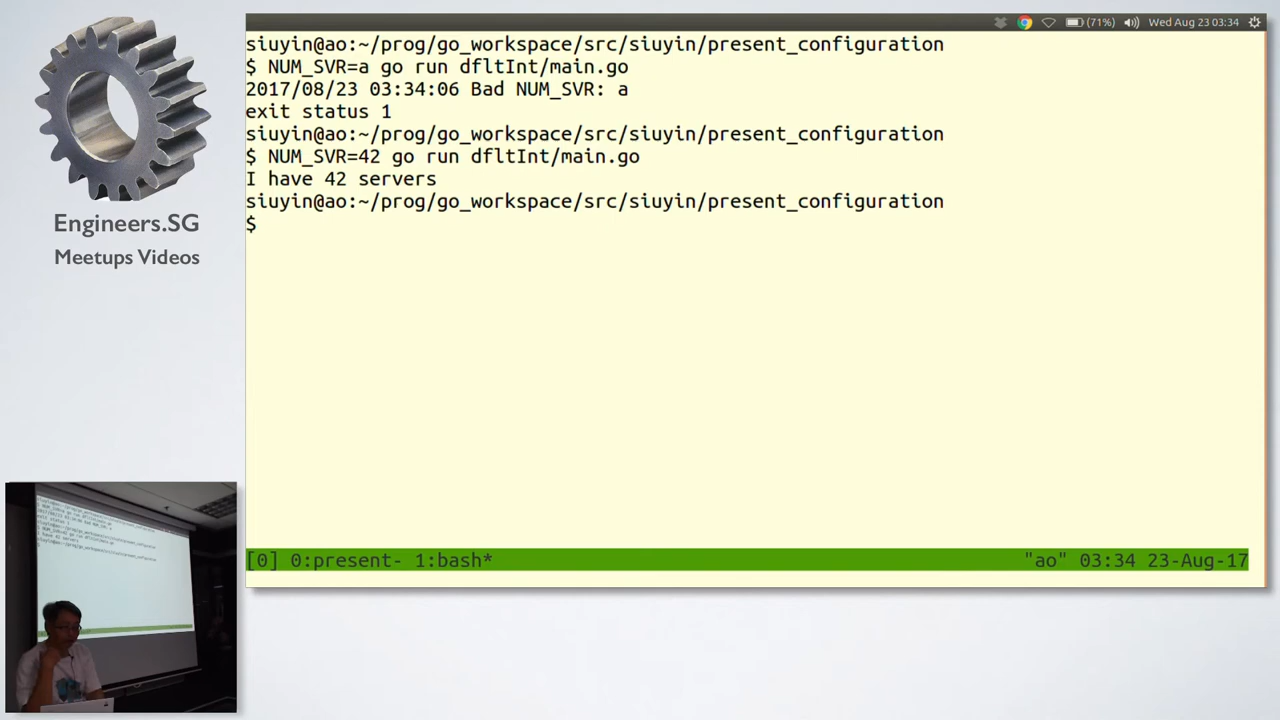 (71%)
Wed Aug 23 03:34
siuyin@ao:~/prog/go_workspace/src/siuyin/present_configuration
$ NUM_SVR=a go run dfltInt/main.go
2017/08/23 03:34:06 Bad NUM_SVR: a
exit status 1
siuyin@ao:~/prog/go_workspace/src/siuyin/present_configuration
$ NUM_SVR=42 go run dfltInt/main.go
I have 42 servers
siuyin@ao:~/prog/go_workspace/src/siuyin/present_configuration
$
[0] 0:present- 1:bash*
"ao" 03:34 23-Aug-17
Engineers.SG
Meetups Videos